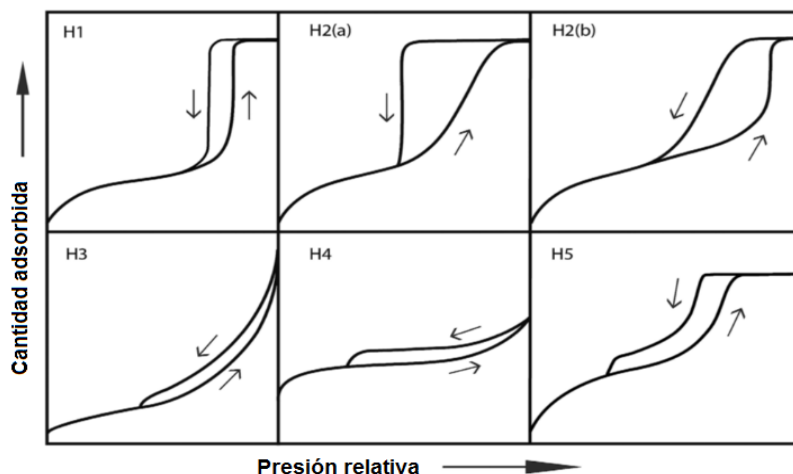 H1
H2(a)
H2(b)
H3
H4
H5
Cantidad adsorbida
Presión relativa